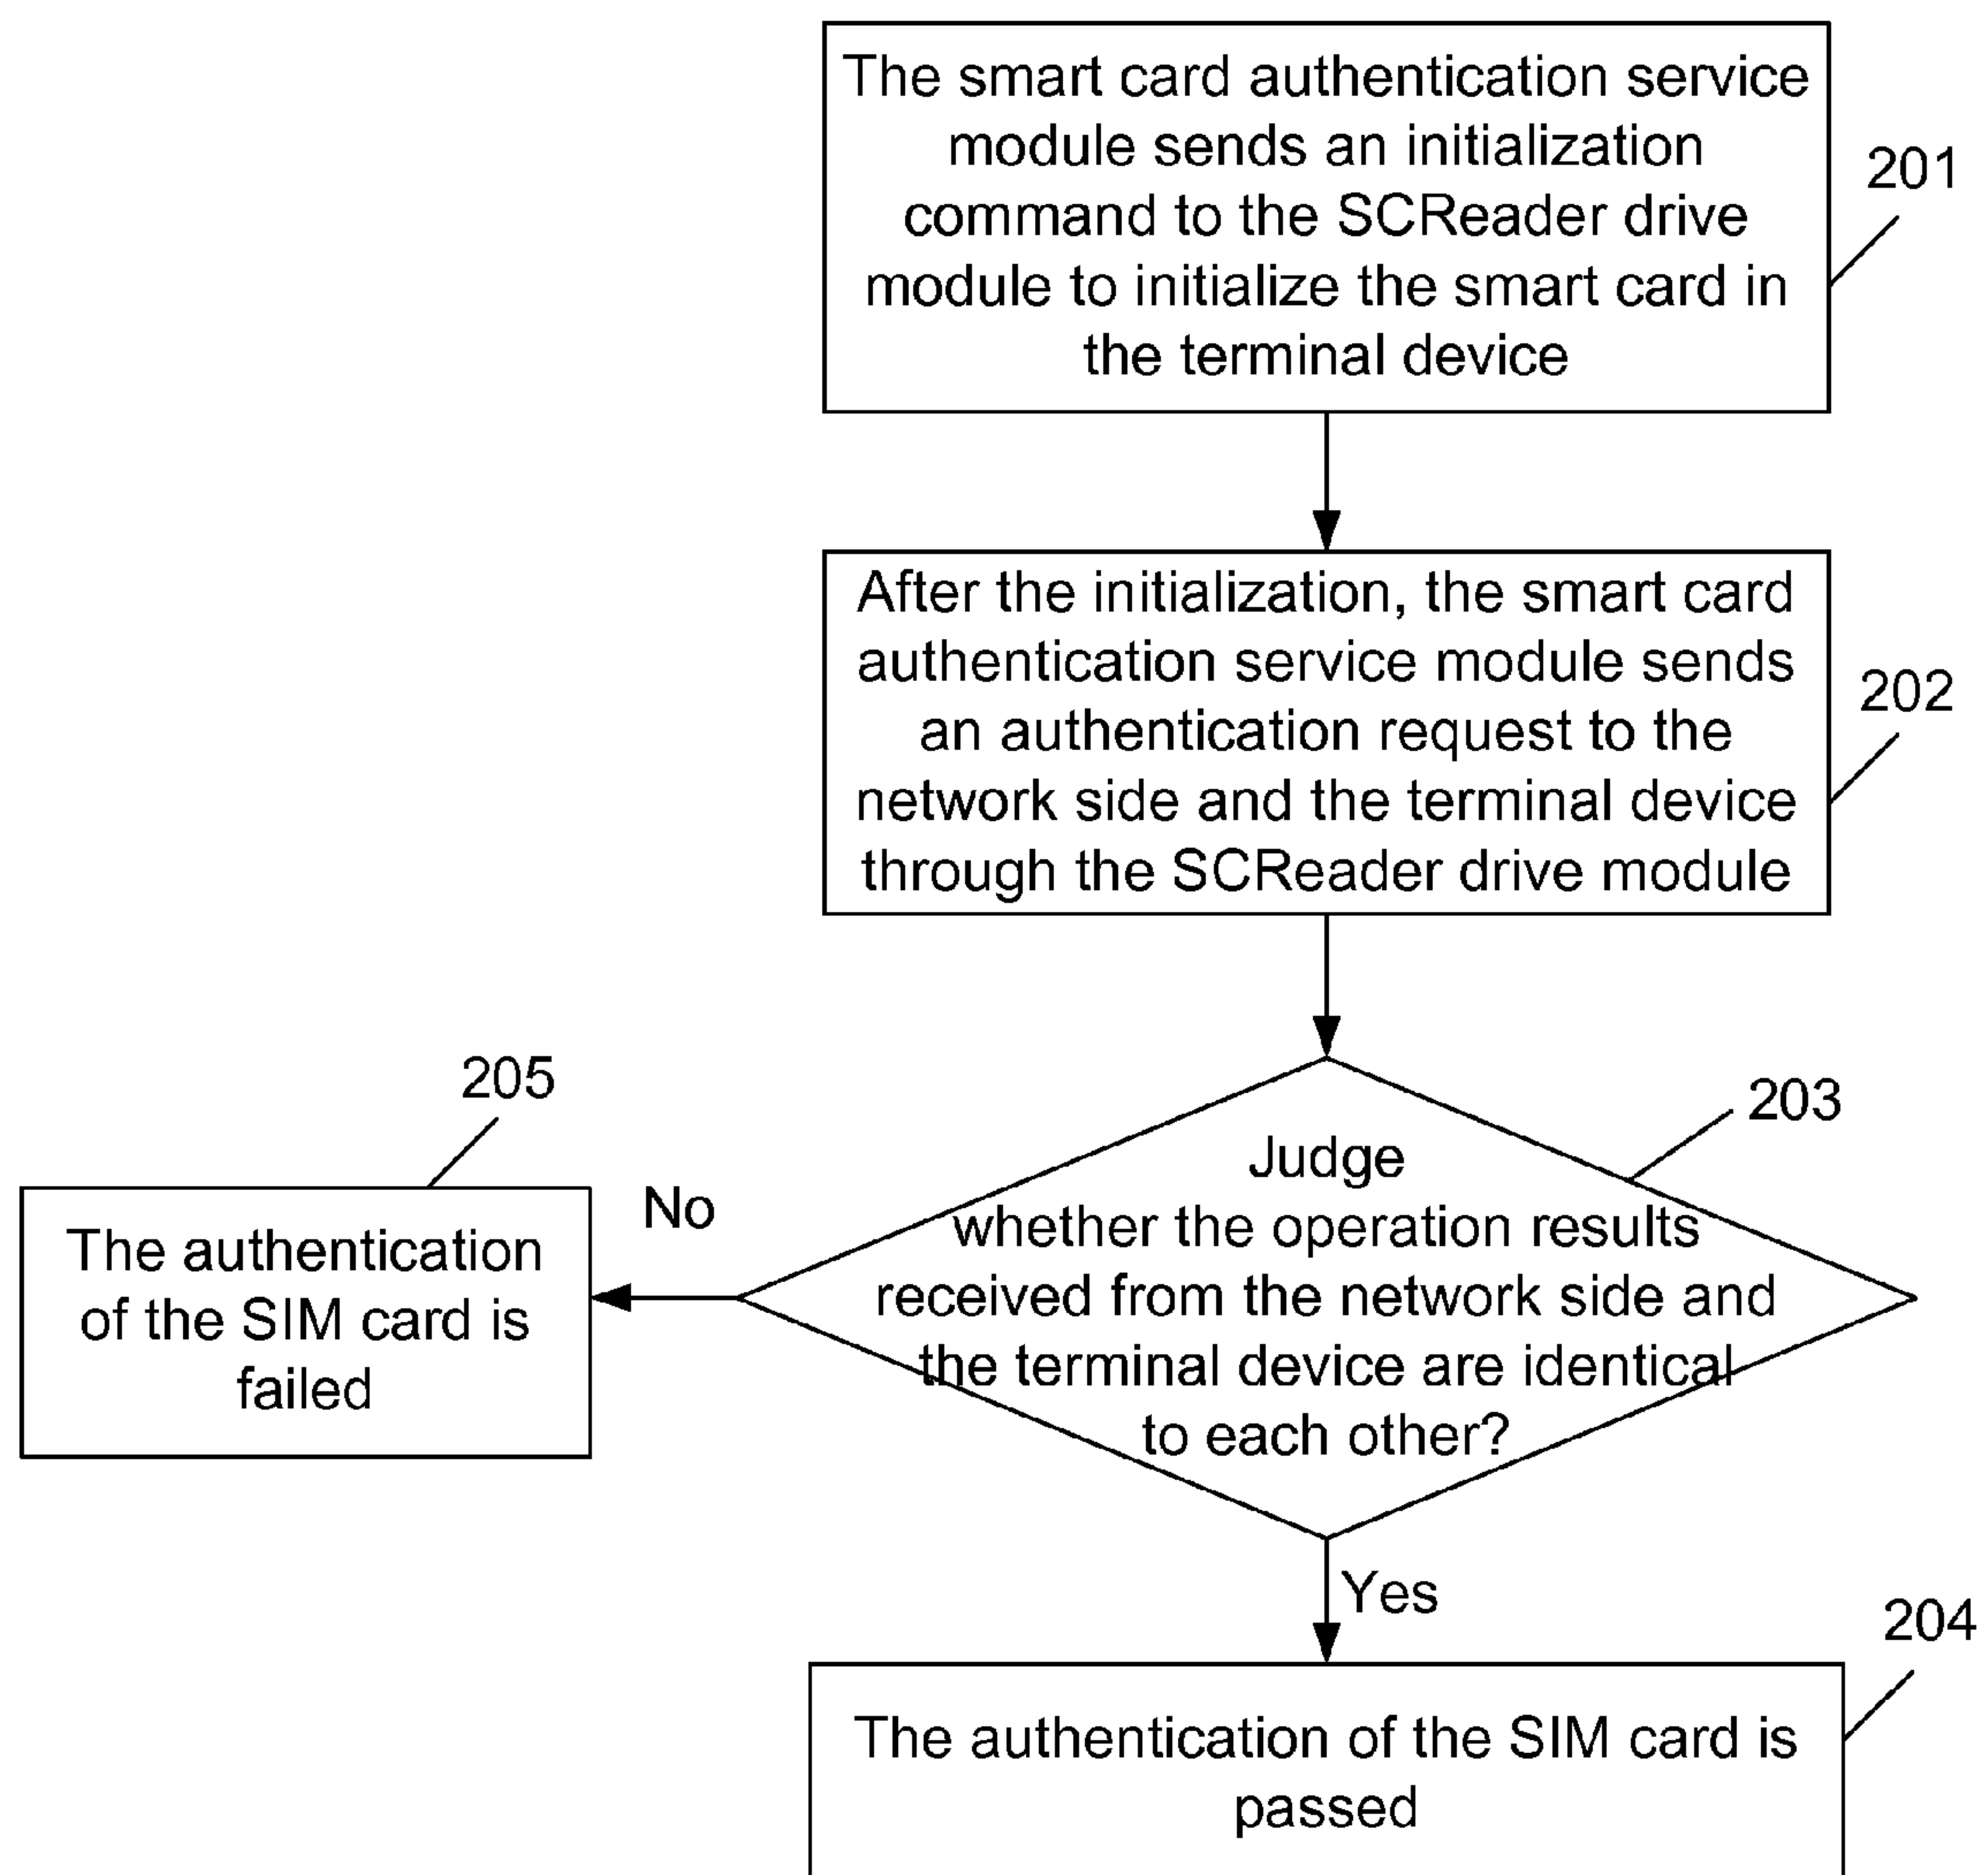 The smart card authentication service
module sends an initialization
command to the SCReader drive
module to initialize the smart card in
the terminal device
201
After the initialization, the smart card
authentication service module sends
an authentication request to the
network side and the terminal device
through the SCReader drive module
202
203
Judge
whether the operation results
received from the network side and
the terminal device are identical
to each other?
No
205
The authentication
of the SIM card is
failed
Yes
204
The authentication of the SIM card is
passed